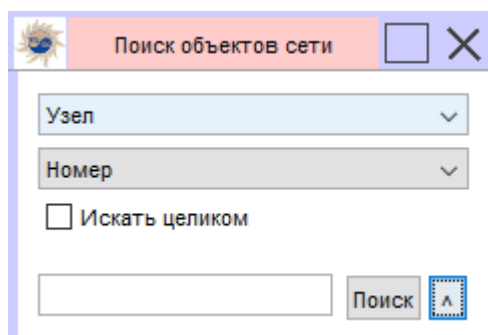 Поиск объектов сети
Узел
Номер
Искать целиком
Поиск ^